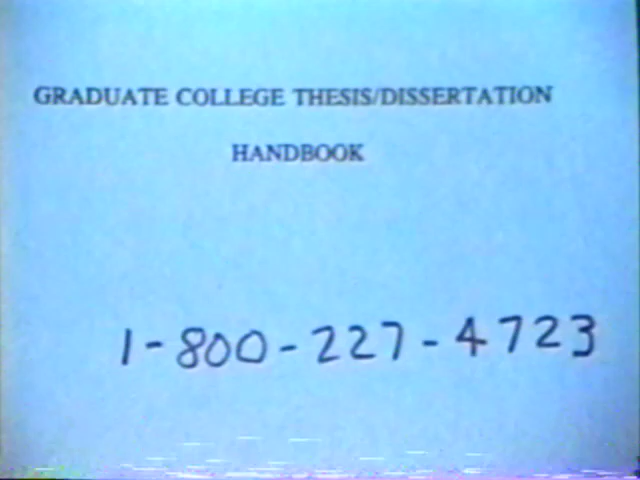 GRADUATE COLLEGE THESIS/DISSERTATION
HANDBOOK
1-800-227-4723